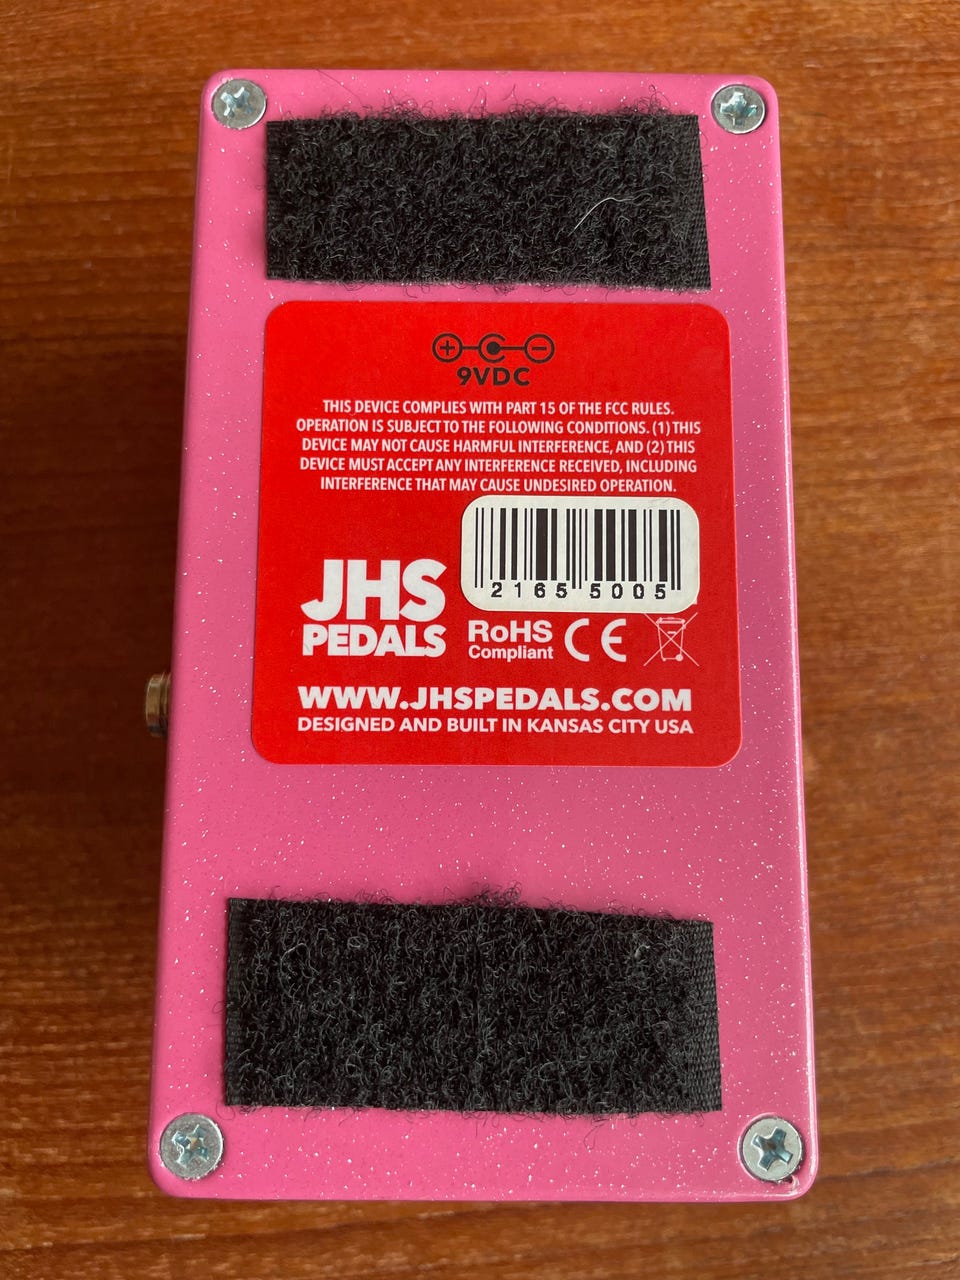 9VDC
THIS DEVICE COMPLIES WITH PART 15 OF THE FCC RULES.
OPERATION IS SUBJECT TO THE FOLLOWING CONDITIONS. (1) THIS
DEVICE MAY NOT CAUSE HARMFUL INTERFERENCE, AND (2) THIS
DEVICE MUST ACCEPT ANY INTERFERENCE RECEIVED, INCLUDING
INTERFERENCE THAT MAY CAUSE UNDESIRED OPERATION.
2165 5005
JHS
PEDALS
RoHS
Compliant
CE
WWW.JHSPEDALS.COM
DESIGNED AND BUILT IN KANSAS CITY USA